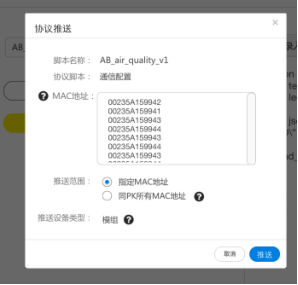 协议推送
×
脚本名称： AB_air_quality_v1
协议脚本： 通信配置
? MAC地址：
00235A159942
00235A159941
00235A159943
00235A159944
00235A159943
00235A159944
00235A159943
推送范围： 指定MAC地址
同PK所有MAC地址 ?
推送设备类型： 模组 ?
取消 推送